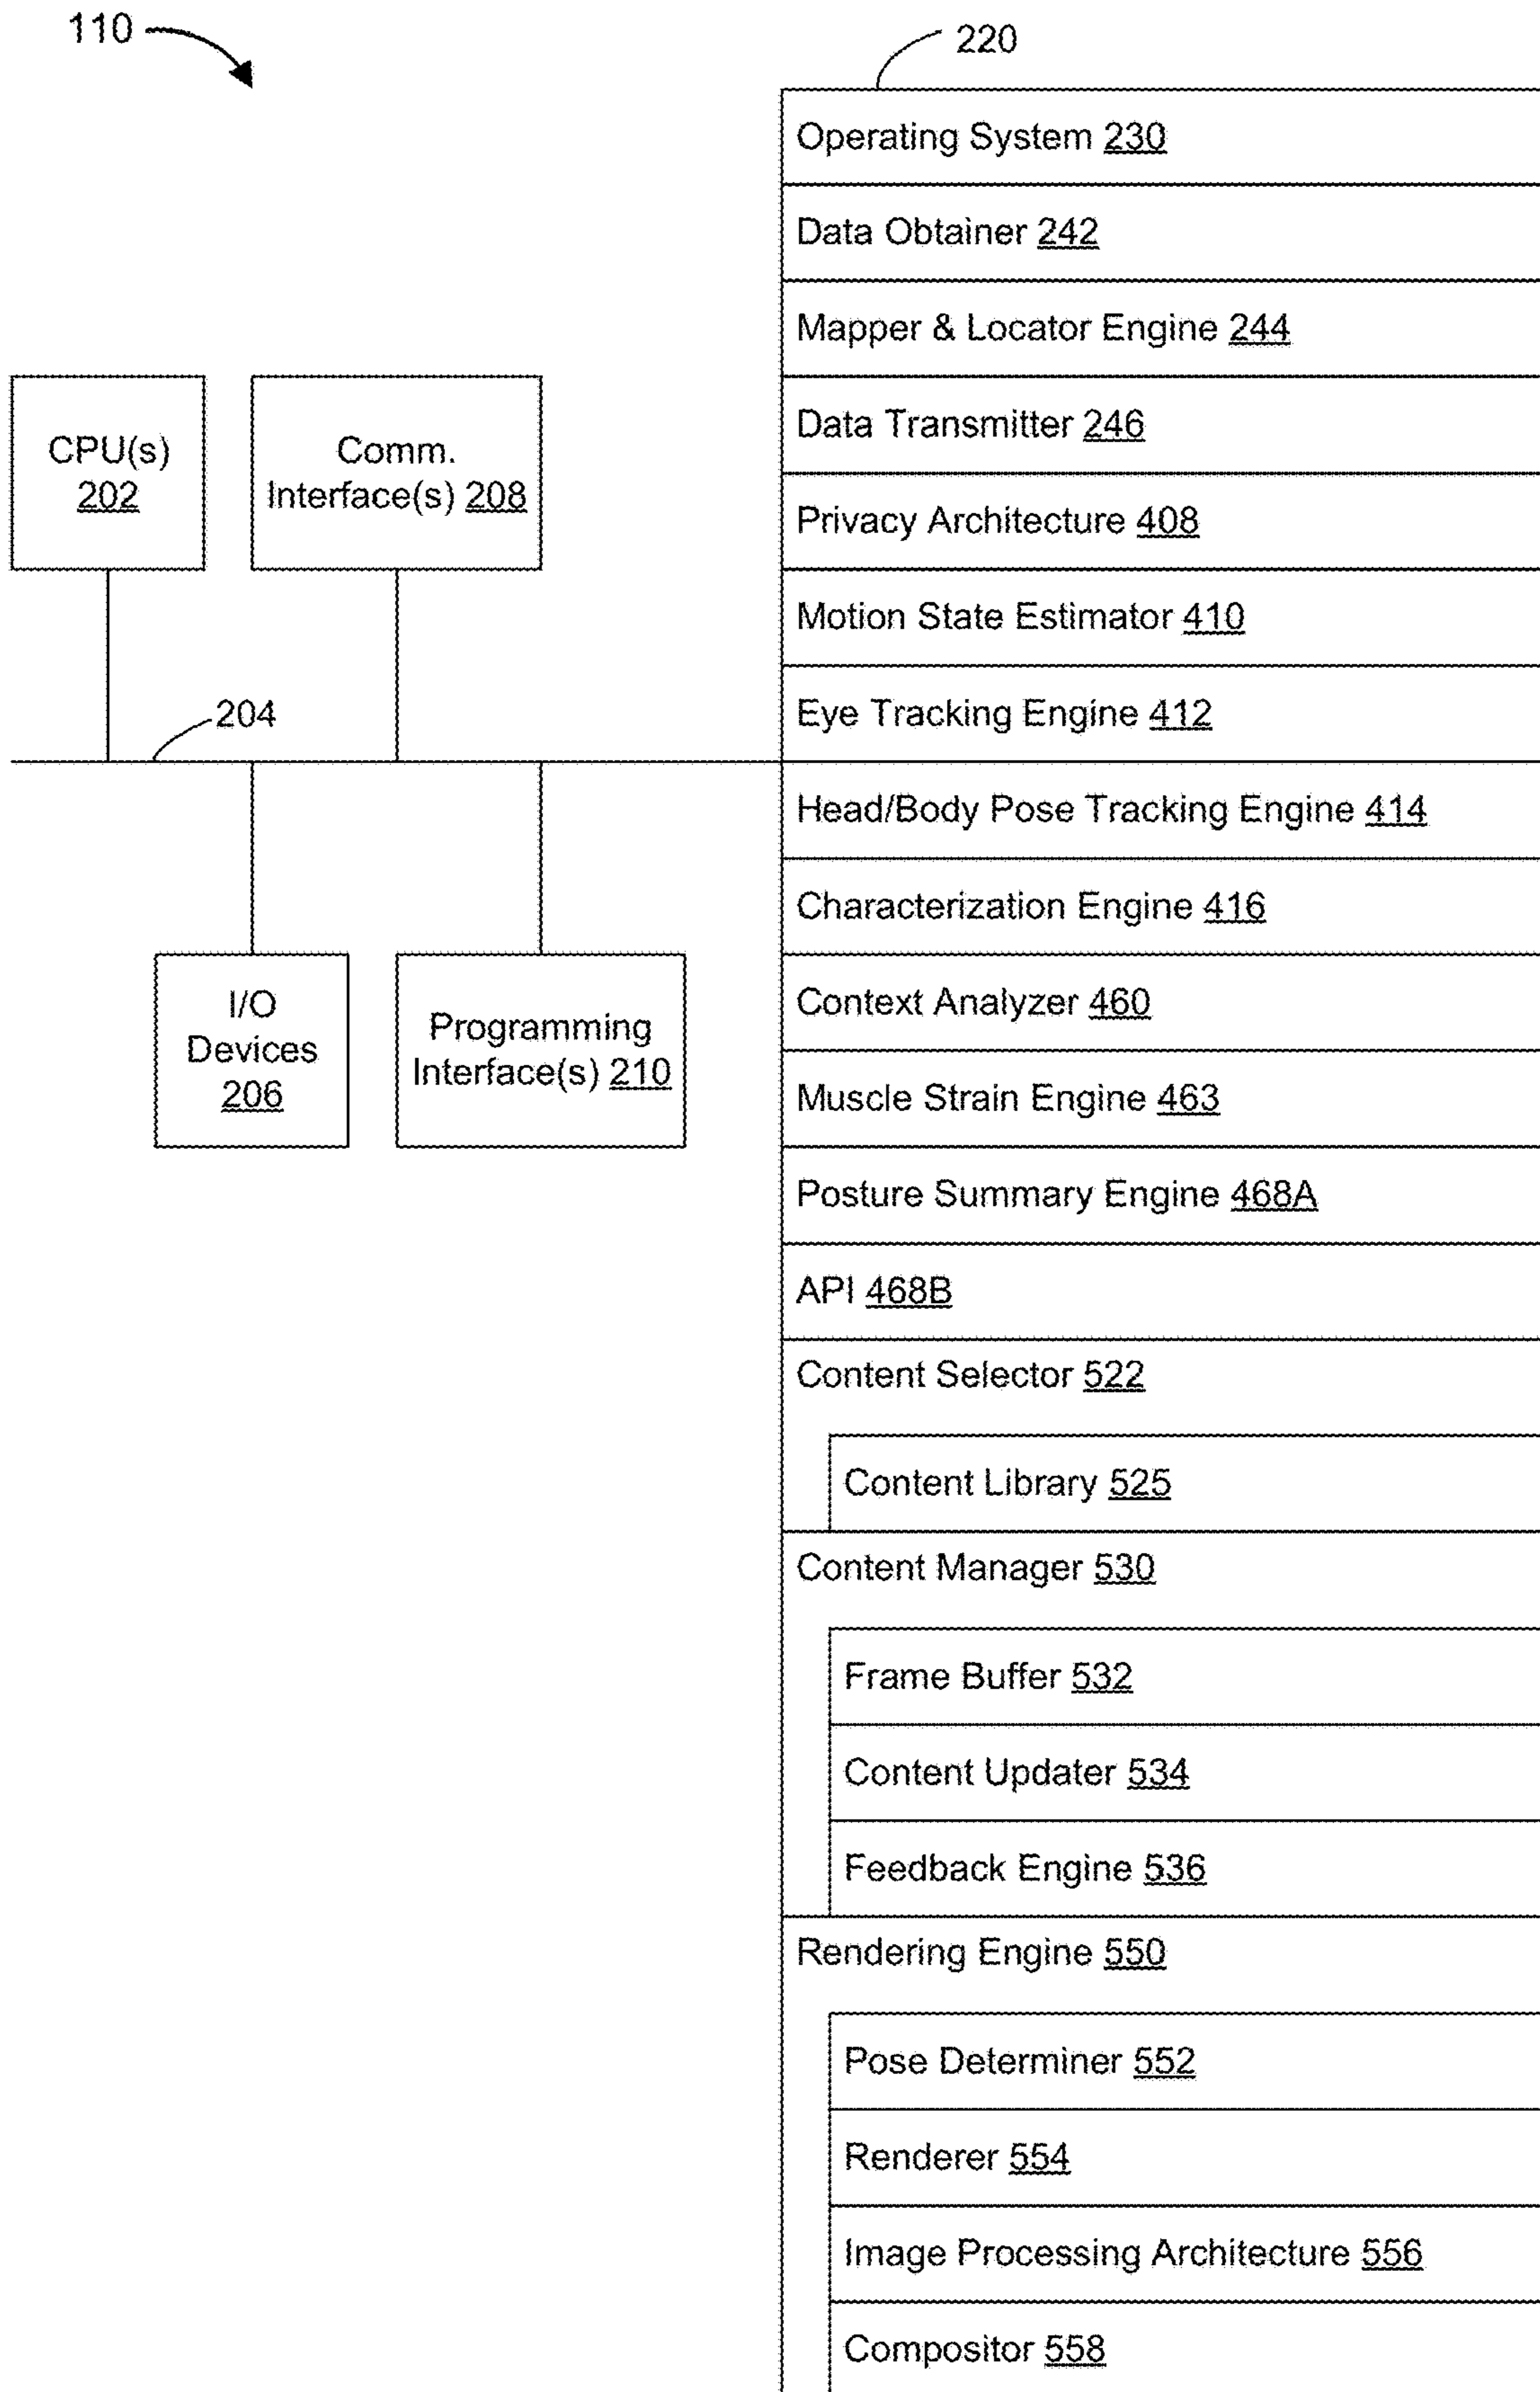 110
220
Operating System 230
Data Obtainer 242
Mapper & Locator Engine 244
Data Transmitter 246
Privacy Architecture 408
Motion State Estimator 410
Eye Tracking Engine 412
Head/Body Pose Tracking Engine 414
Characterization Engine 416
Context Analyzer 460
Muscle Strain Engine 463
Posture Summary Engine 468A
API 468B
Content Selector 522
Content Library 525
Content Manager 530
Frame Buffer 532
Content Updater 534
Feedback Engine 536
Rendering Engine 550
Pose Determiner 552
Renderer 554
Image Processing Architecture 556
Compositor 558
CPU(s)
202
Comm.
Interface(s) 208
204
I/O
Devices
206
Programming
Interface(s) 210